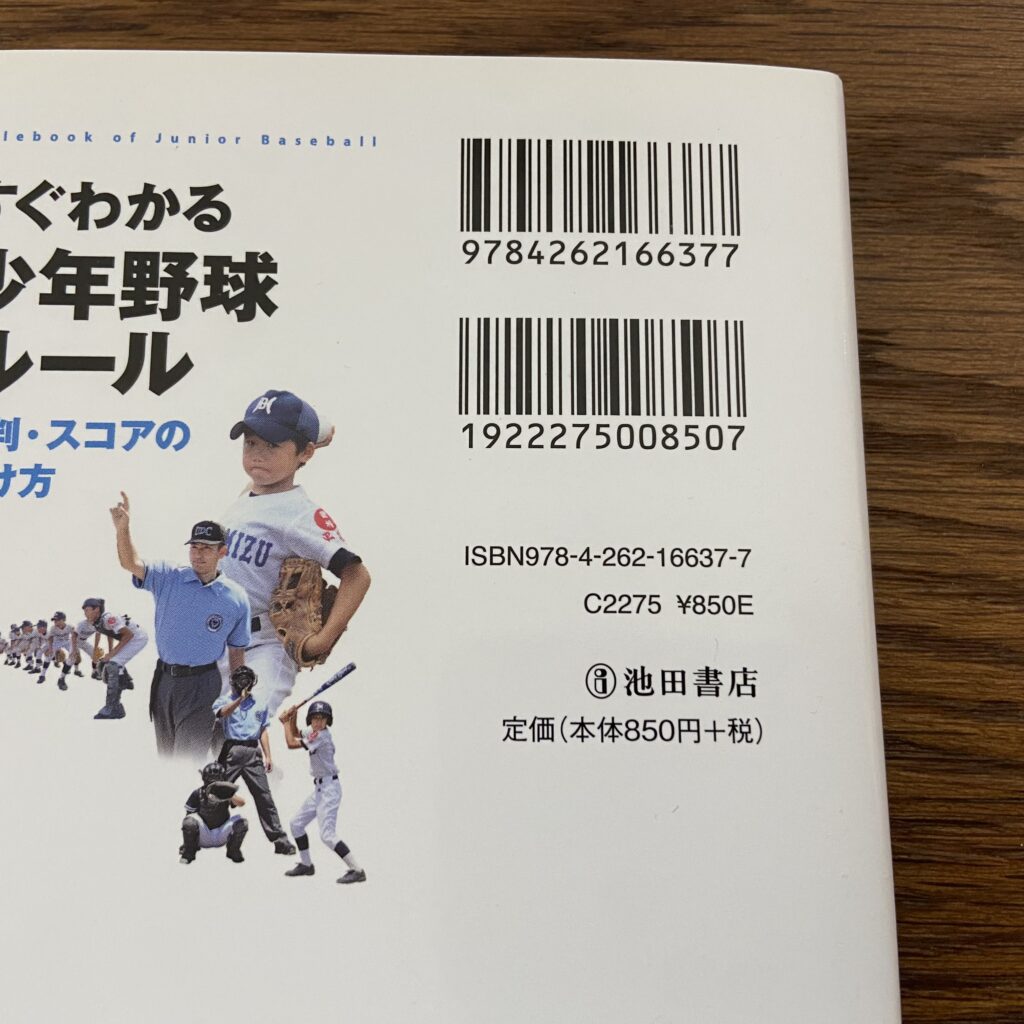 lebook of Junior Baseball
すぐわかる
少年野球
ルール
判・スコアの
け方
MIZU
9784262166377
1922275008507
ISBN978-4-262-16637-7
C2275 ¥850E
池田書店
定価（本体850円＋税）